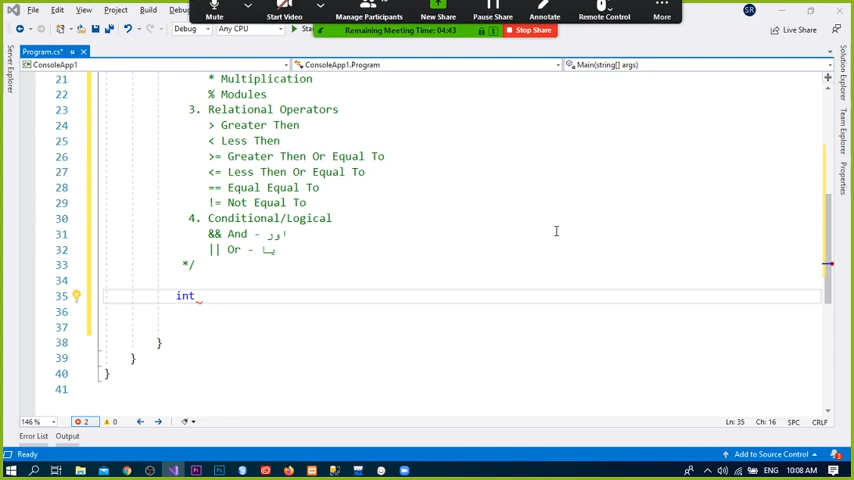 Mute
Start Video
Manage Participants
New Share
Pause Share
Annotate
Remote Control
More
Remaining Meeting Time: 04:43
Stop Share
File Edit View Project Build
SR
Debug
Any CPU
Live Share
Program.cs*
ConsoleApp1
ConsoleApp1.Program
Main(string[] args)
Server Explorer
Solution Explorer
Team Explorer
Properties
21 * Multiplication
22 % Modules
23 3. Relational Operators
24 > Greater Then
25 < Less Then
26 >= Greater Then Or Equal To
27 <= Less Then Or Equal To
28 == Equal Equal To
29 != Not Equal To
30 4. Conditional/Logical
31 && And - اور
32 || Or - یا
33 */
34
35 int
36
37
38 }
39 }
40 }
41
146 %
2
0
Ln: 35 Ch: 16 SPC CRLF
Error List Output
Ready
Add to Source Control
3
ENG 10:08 AM